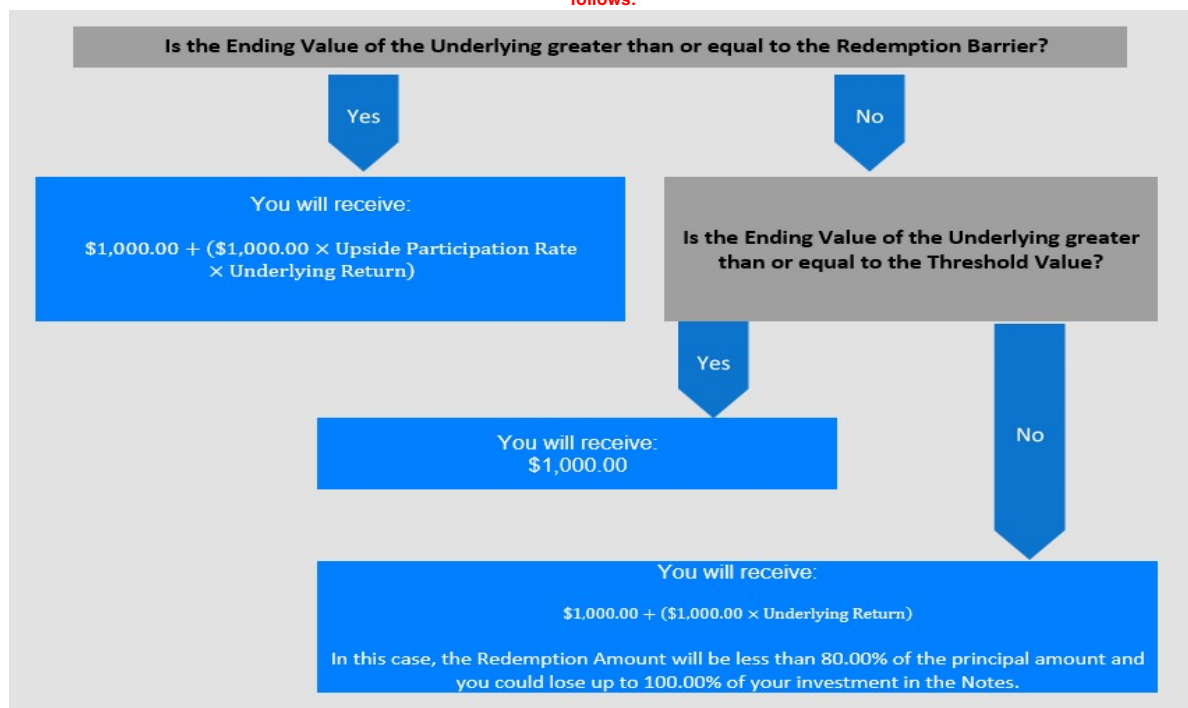 follows:
Is the Ending Value of the Underlying greater than or equal to the Redemption Barrier?
Yes
No
You will receive:
$1,000.00 + ($1,000.00 × Upside Participation Rate
× Underlying Return)
Is the Ending Value of the Underlying greater
than or equal to the Threshold Value?
Yes
No
You will receive:
$1,000.00
You will receive:
$1,000.00 + ($1,000.00 × Underlying Return)
In this case, the Redemption Amount will be less than 80.00% of the principal amount and
you could lose up to 100.00% of your investment in the Notes.